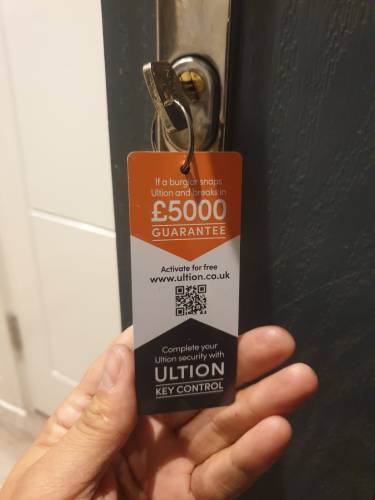 If a burglar snaps
Ultion and breaks in
£5000
GUARANTEE
Activate for free
www.ultion.co.uk
Complete your
Ultion security with
ULTION
KEY CONTROL